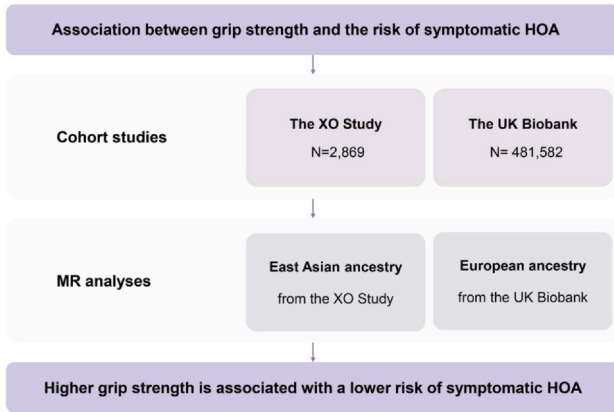 Association between grip strength and the risk of symptomatic HOA
Cohort studies
The XO Study
N=2,869
The UK Biobank
N= 481,582
MR analyses
East Asian ancestry
from the XO Study
European ancestry
from the UK Biobank
Higher grip strength is associated with a lower risk of symptomatic HOA